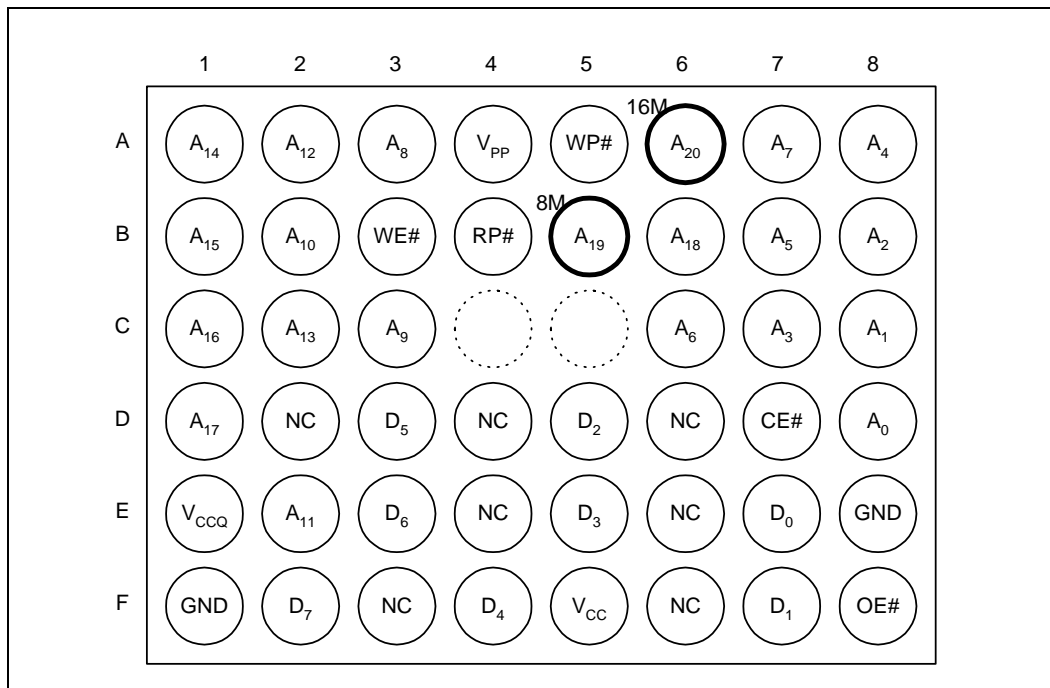 1 2 3 4 5 6 7 8
16M
A A14 A12 A8 VPP WP# A20 A7 A4
8M
B A15 A10 WE# RP# A19 A18 A5 A2
C A16 A13 A9 A6 A3 A1
D A17 NC D5 NC D2 NC CE# A0
E VCCQ A11 D6 NC D3 NC D0 GND
F GND D7 NC D4 VCC NC D1 OE#